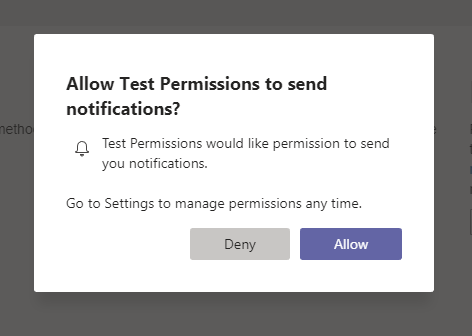 Allow Test Permissions to send
notifications?
Test Permissions would like permission to send
you notifications.
Go to Settings to manage permissions any time.
Deny
Allow